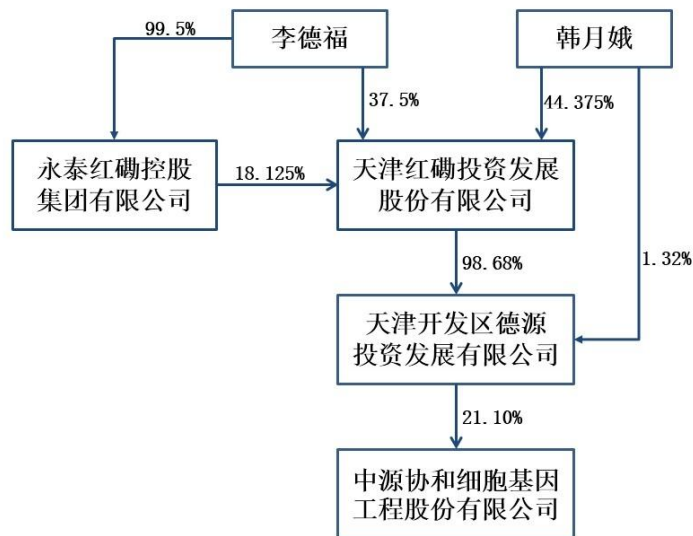 99.5%
李德福
韩月娥
37.5%
44.375%
永泰红磡控股
集团有限公司
18.125%
天津红磡投资发展
股份有限公司
98.68%
1.32%
天津开发区德源
投资发展有限公司
21.10%
中源协和细胞基因
工程股份有限公司